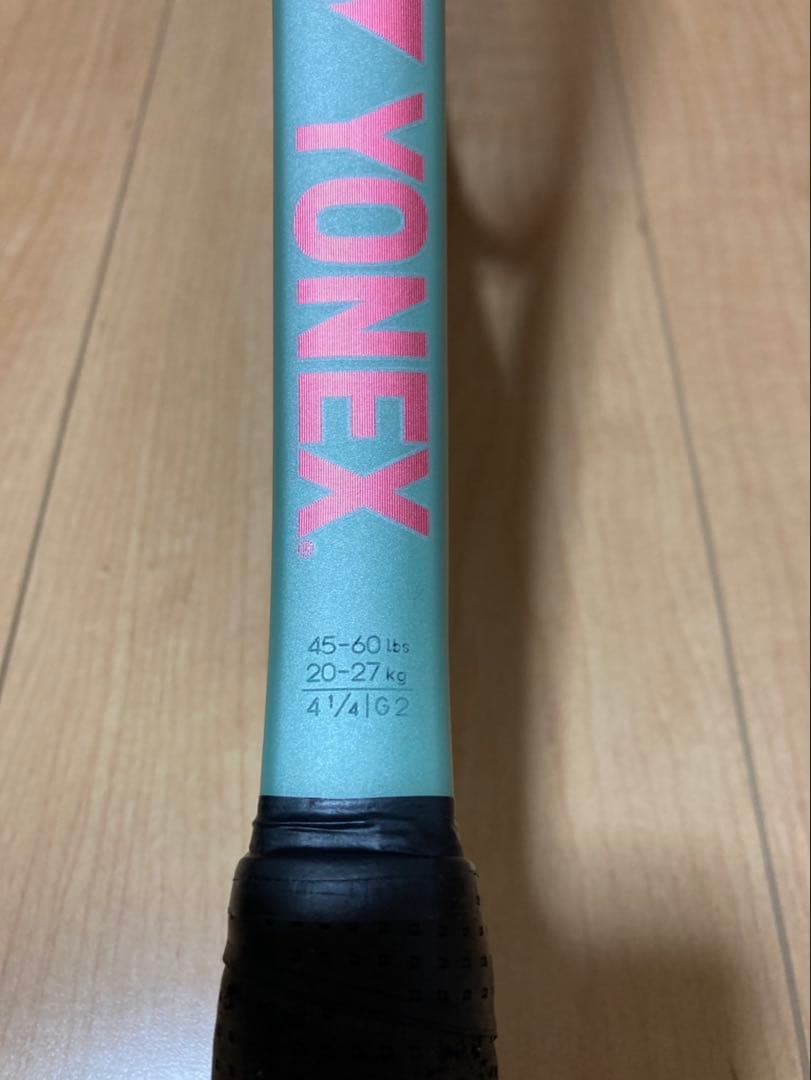 YONEX®
45-60 lbs
20-27 kg
4 1/4 | G2